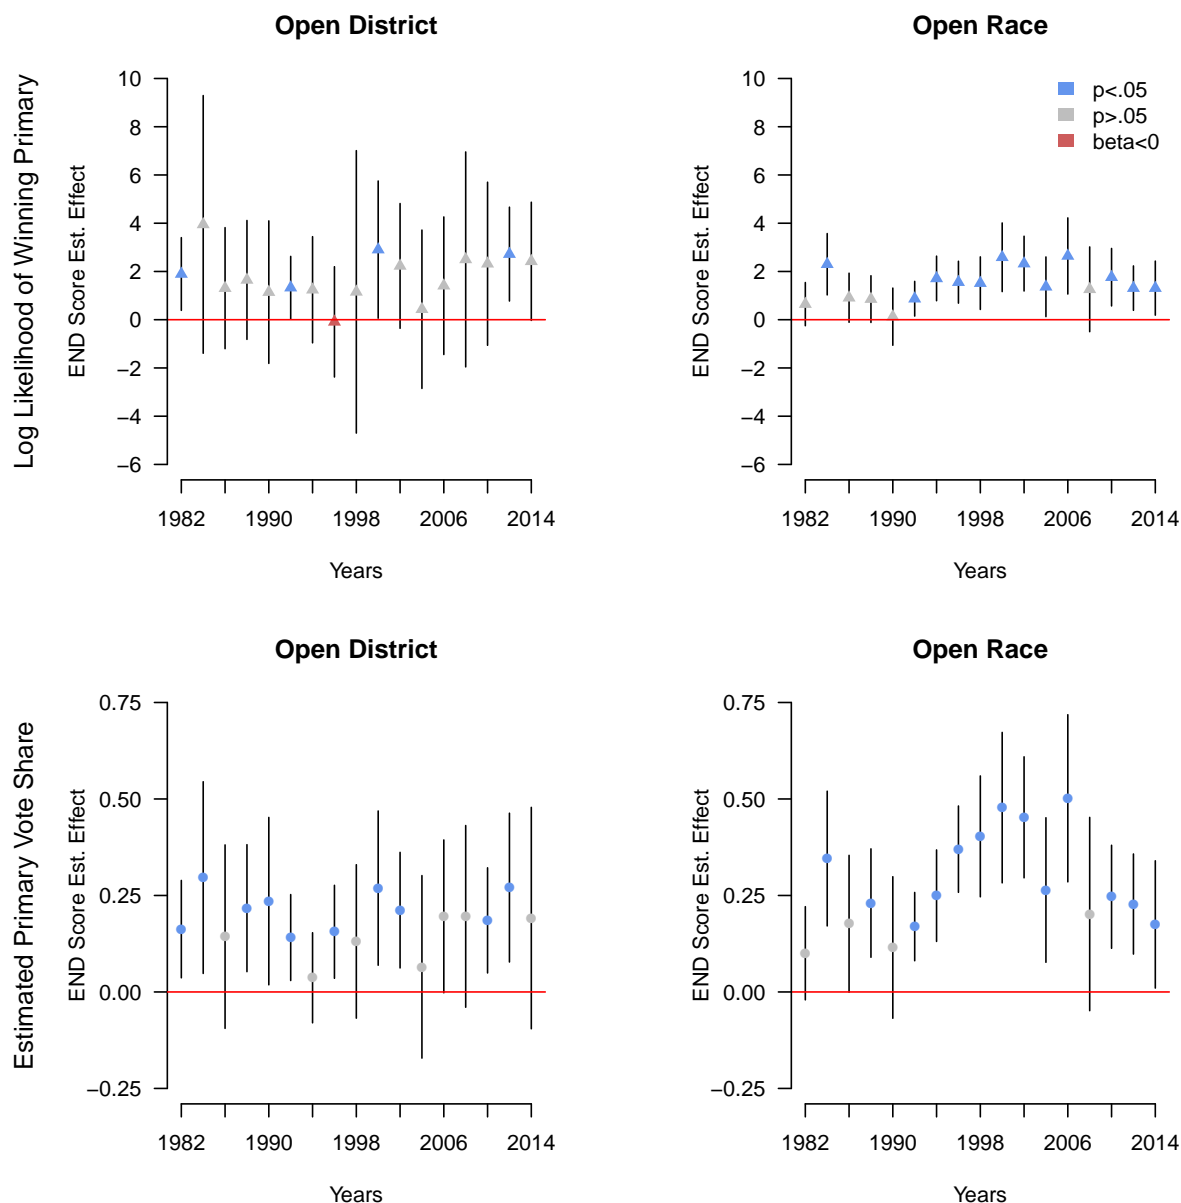 Open District
Log Likelihood of Winning Primary
END Score Est. Effect
10
8
6
4
2
0
−2
−4
−6
1982 1990 1998 2006 2014
Years
Open Race
END Score Est. Effect
10
8
6
4
2
0
−2
−4
−6
p<.05
p>.05
beta<0
1982 1990 1998 2006 2014
Years
Open District
Estimated Primary Vote Share
END Score Est. Effect
0.75
0.50
0.25
0.00
−0.25
1982 1990 1998 2006 2014
Years
Open Race
END Score Est. Effect
0.75
0.50
0.25
0.00
−0.25
1982 1990 1998 2006 2014
Years